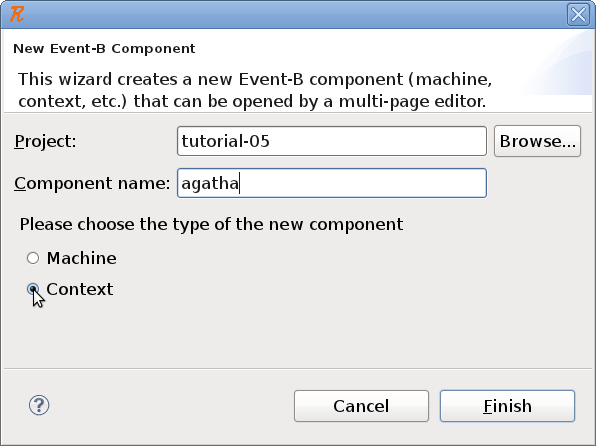 New Event-B Component
This wizard creates a new Event-B component (machine,
context, etc.) that can be opened by a multi-page editor.
Project: tutorial-05 Browse...
Component name: agatha
Please choose the type of the new component
Machine
Context
? Cancel Finish